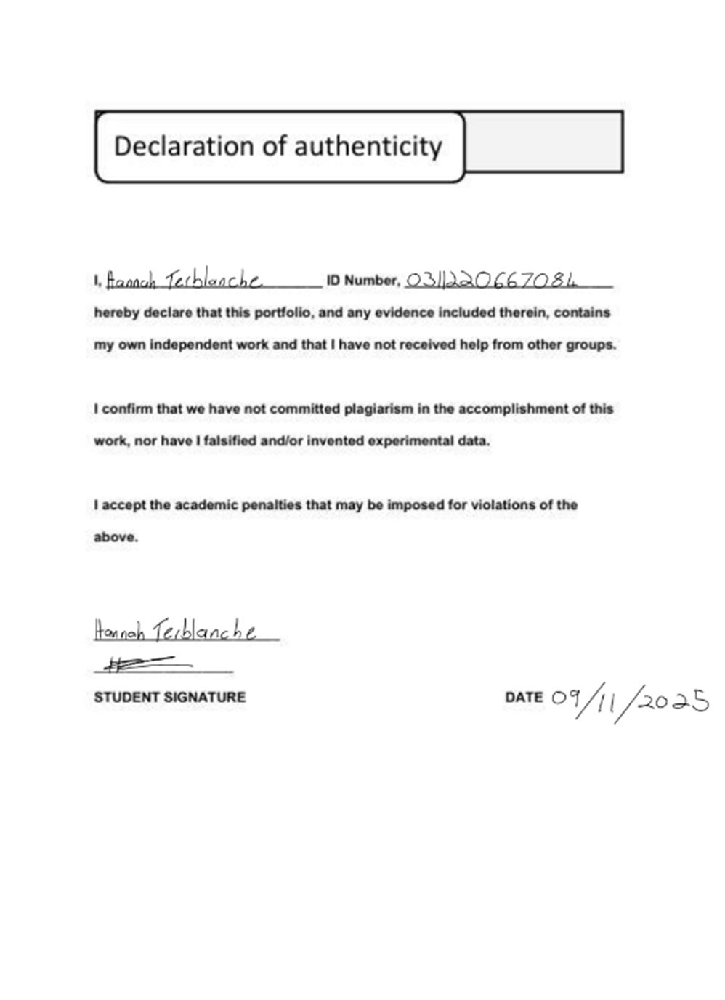 Declaration of authenticity
I, Hannah Terblanche ID Number, 0311220667084
hereby declare that this portfolio, and any evidence included therein, contains
my own independent work and that I have not received help from other groups.
I confirm that we have not committed plagiarism in the accomplishment of this
work, nor have I falsified and/or invented experimental data.
I accept the academic penalties that may be imposed for violations of the
above.
Hannah Terblanche
STUDENT SIGNATURE DATE 09/11/2025